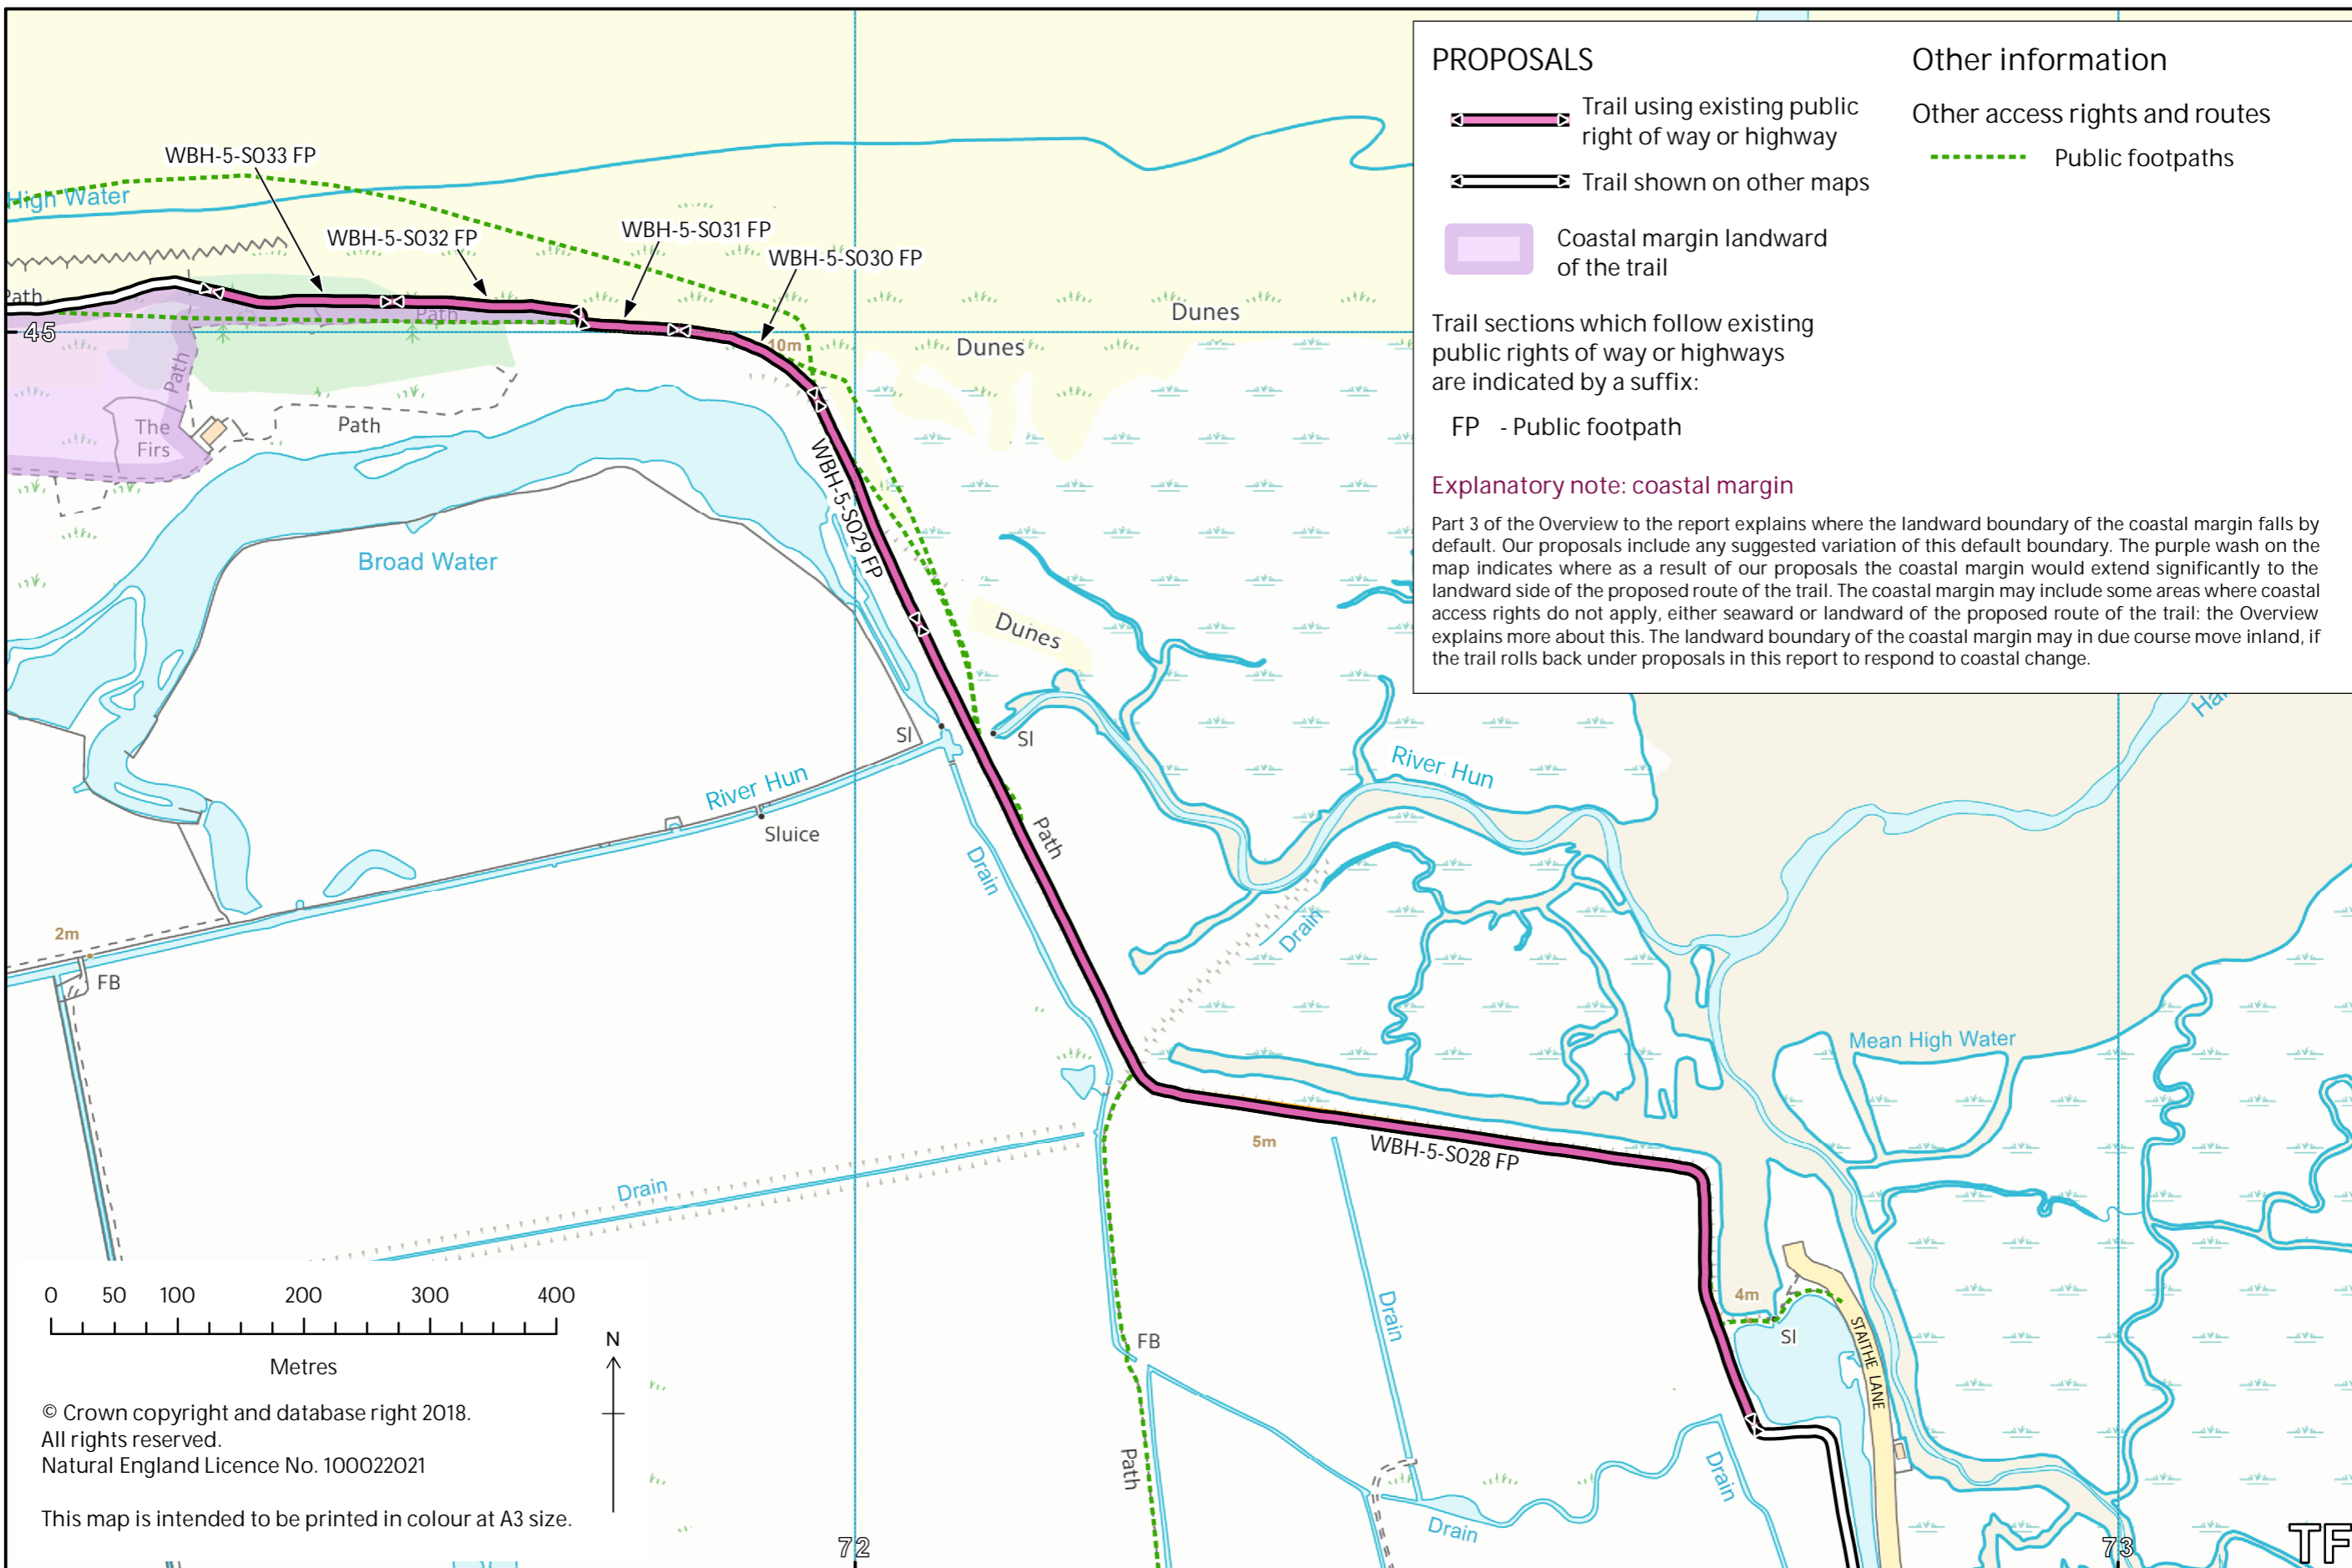 PROPOSALS
Trail using existing public
right of way or highway
Trail shown on other maps
Coastal margin landward
of the trail
Trail sections which follow existing
public rights of way or highways
are indicated by a suffix:
FP - Public footpath
Other information
Other access rights and routes
Public footpaths
Explanatory note: coastal margin
Part 3 of the Overview to the report explains where the landward boundary of the coastal margin falls by
default. Our proposals include any suggested variation of this default boundary. The purple wash on the
map indicates where as a result of our proposals the coastal margin would extend significantly to the
landward side of the proposed route of the trail. The coastal margin may include some areas where coastal
access rights do not apply, either seaward or landward of the proposed route of the trail: the Overview
explains more about this. The landward boundary of the coastal margin may in due course move inland, if
the trail rolls back under proposals in this report to respond to coastal change.
WBH-5-S033 FP
High Water
WBH-5-S032 FP
WBH-5-S031 FP
WBH-5-S030 FP
Path
Path
45
Dunes
Dunes
10m
Path
The
Firs
Path
WBH-5-S029 FP
Broad Water
Dunes
Sl
Sl
River Hun
River Hun
Sluice
Path
Drain
Drain
2m
FB
Mean High Water
5m
WBH-5-S028 FP
Drain
4m
Drain
Sl
STAITHE LANE
FB
Path
Drain
Drain
0 50 100 200 300 400
Metres
N
© Crown copyright and database right 2018.
All rights reserved.
Natural England Licence No. 100022021
This map is intended to be printed in colour at A3 size.
72
73
TF